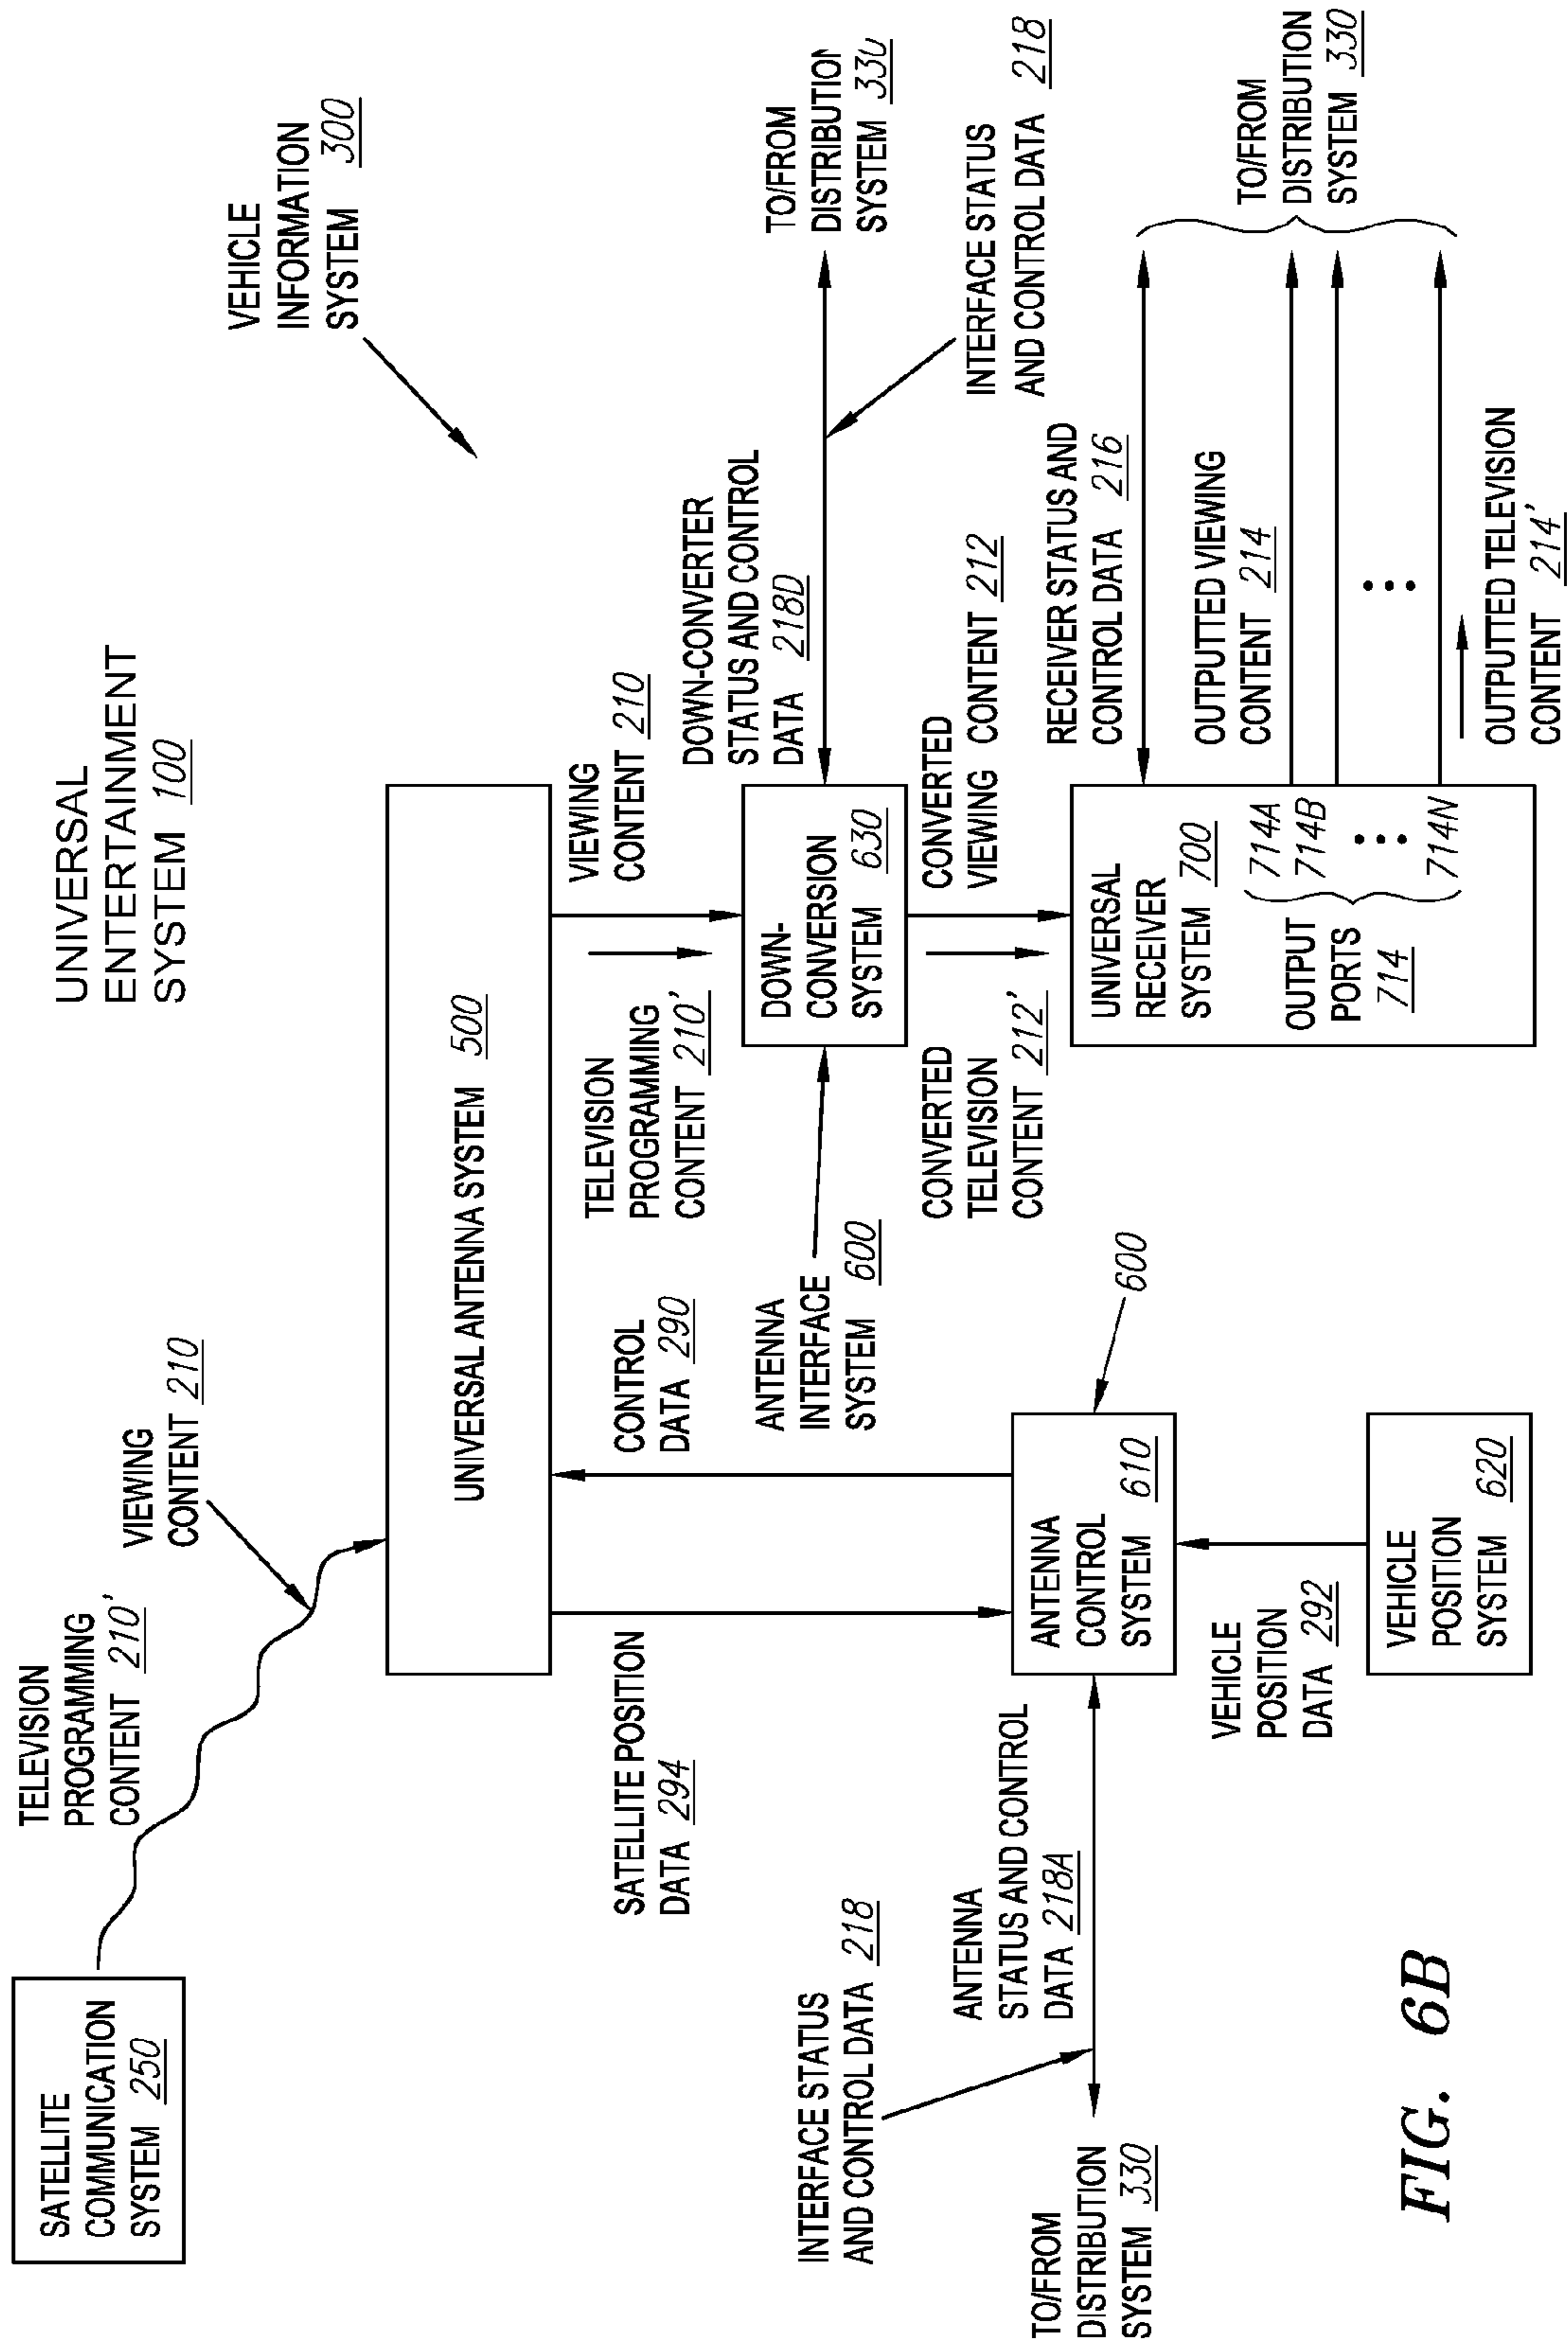 UNIVERSAL
ENTERTAINMENT
SYSTEM 100
SATELLITE
COMMUNICATION
SYSTEM 250
TELEVISION
PROGRAMMING
CONTENT 210'
VIEWING
CONTENT 210
VEHICLE
INFORMATION
SYSTEM 300
UNIVERSAL ANTENNA SYSTEM 500
SATELLITE POSITION
DATA 294
CONTROL
DATA 290
TELEVISION
PROGRAMMING
CONTENT 210'
VIEWING
CONTENT 210
DOWN-CONVERTER
STATUS AND CONTROL
DATA 218D
TO/FROM
DISTRIBUTION
SYSTEM 330
INTERFACE STATUS
AND CONTROL DATA 218
ANTENNA
INTERFACE
SYSTEM 600
DOWN-
CONVERSION
SYSTEM 630
INTERFACE STATUS
AND CONTROL DATA 218
ANTENNA
STATUS AND CONTROL
DATA 218A
TO/FROM
DISTRIBUTION
SYSTEM 330
ANTENNA
CONTROL
SYSTEM 610
600
CONVERTED
TELEVISION
CONTENT 212'
CONVERTED
VIEWING CONTENT 212
RECEIVER STATUS AND
CONTROL DATA 216
UNIVERSAL
RECEIVER
SYSTEM 700
OUTPUT
PORTS
714
714A
714B
714N
OUTPUTTED VIEWING
CONTENT 214
TO/FROM
DISTRIBUTION
SYSTEM 330
OUTPUTTED TELEVISION
CONTENT 214'
VEHICLE
POSITION
DATA 292
VEHICLE
POSITION
SYSTEM 620
FIG. 6B